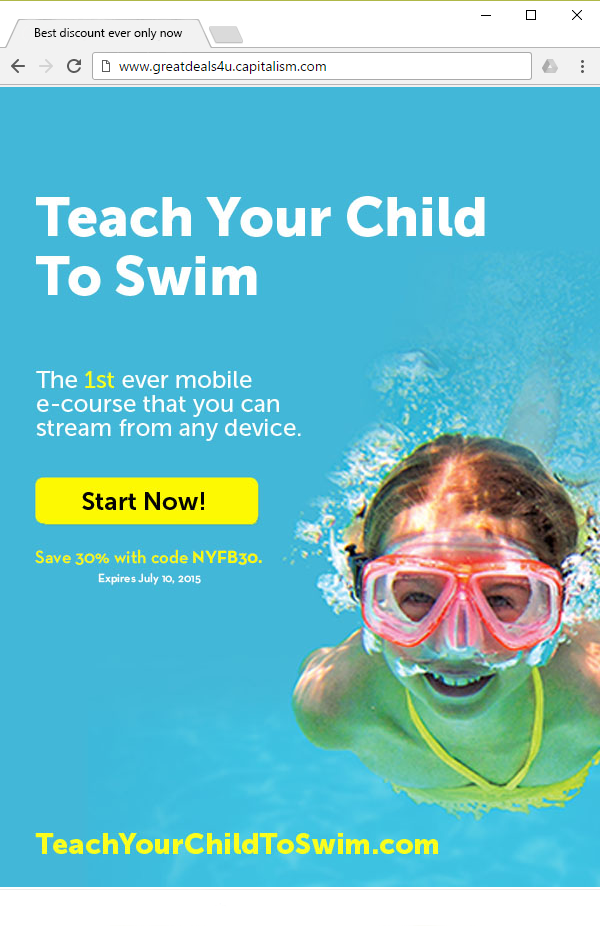 Best discount ever only now
www.greatdeals4u.capitalism.com
Teach Your Child
To Swim
The 1st ever mobile
e-course that you can
stream from any device.
Start Now!
Save 30% with code NYFB30.
Expires July 10, 2015
TeachYourChildToSwim.com